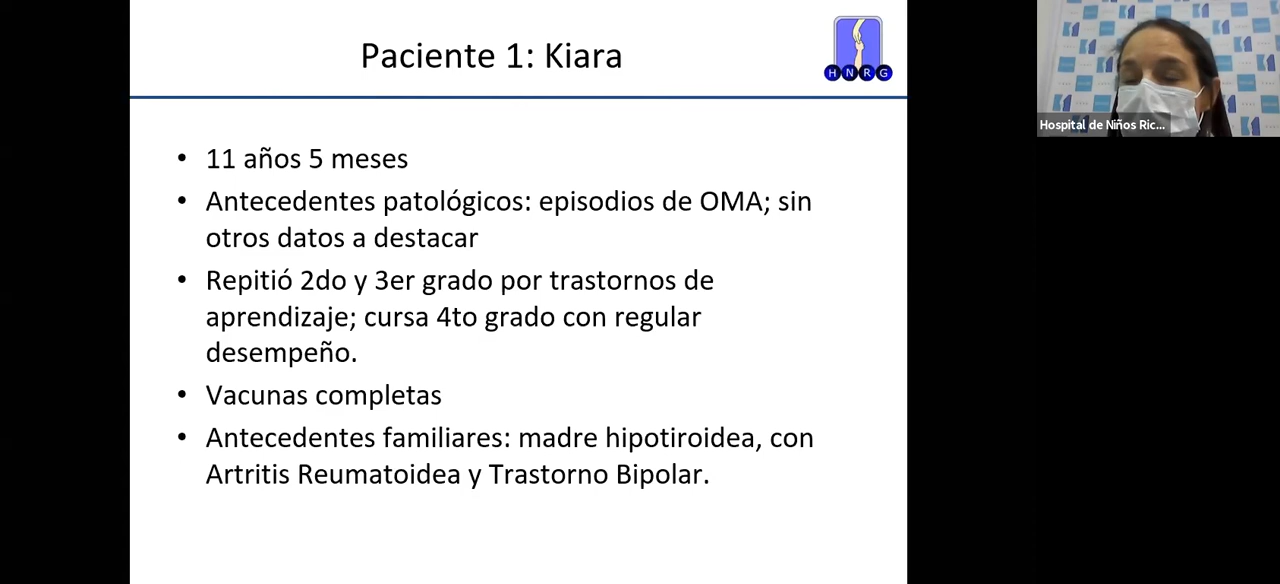 Paciente 1: Kiara
H N R G
• 11 años 5 meses
• Antecedentes patológicos: episodios de OMA; sin
otros datos a destacar
• Repitió 2do y 3er grado por trastornos de
aprendizaje; cursa 4to grado con regular
desempeño.
• Vacunas completas
• Antecedentes familiares: madre hipotiroidea, con
Artritis Reumatoidea y Trastorno Bipolar.
Hospital de Niños Ric...